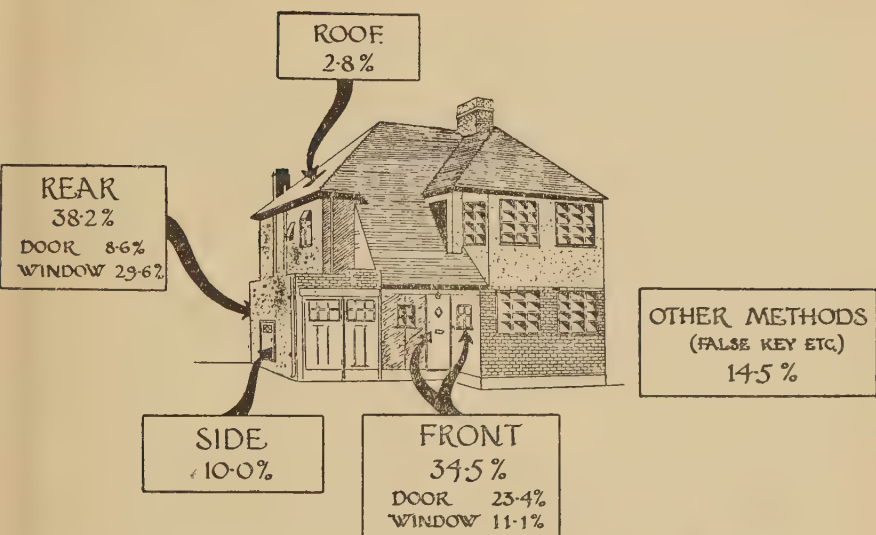 ROOF.
2·8%
REAR
38·2%
DOOR 8·6%
WINDOW 29·6%
OTHER METHODS
(FALSE KEY ETC)
14·5%
SIDE
10·0%
FRONT
34·5%
DOOR 23·4%
WINDOW 11·1%